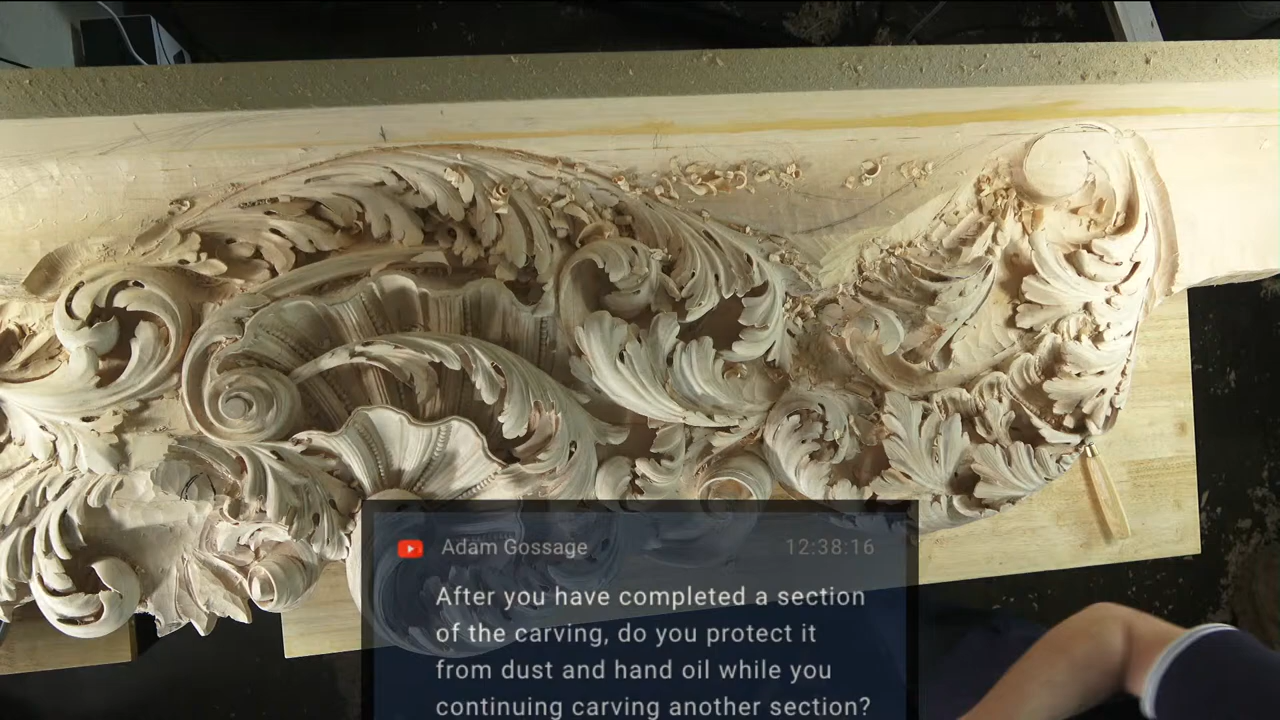 Adam Gossage 12:38:16
After you have completed a section
of the carving, do you protect it
from dust and hand oil while you
continuing carving another section?